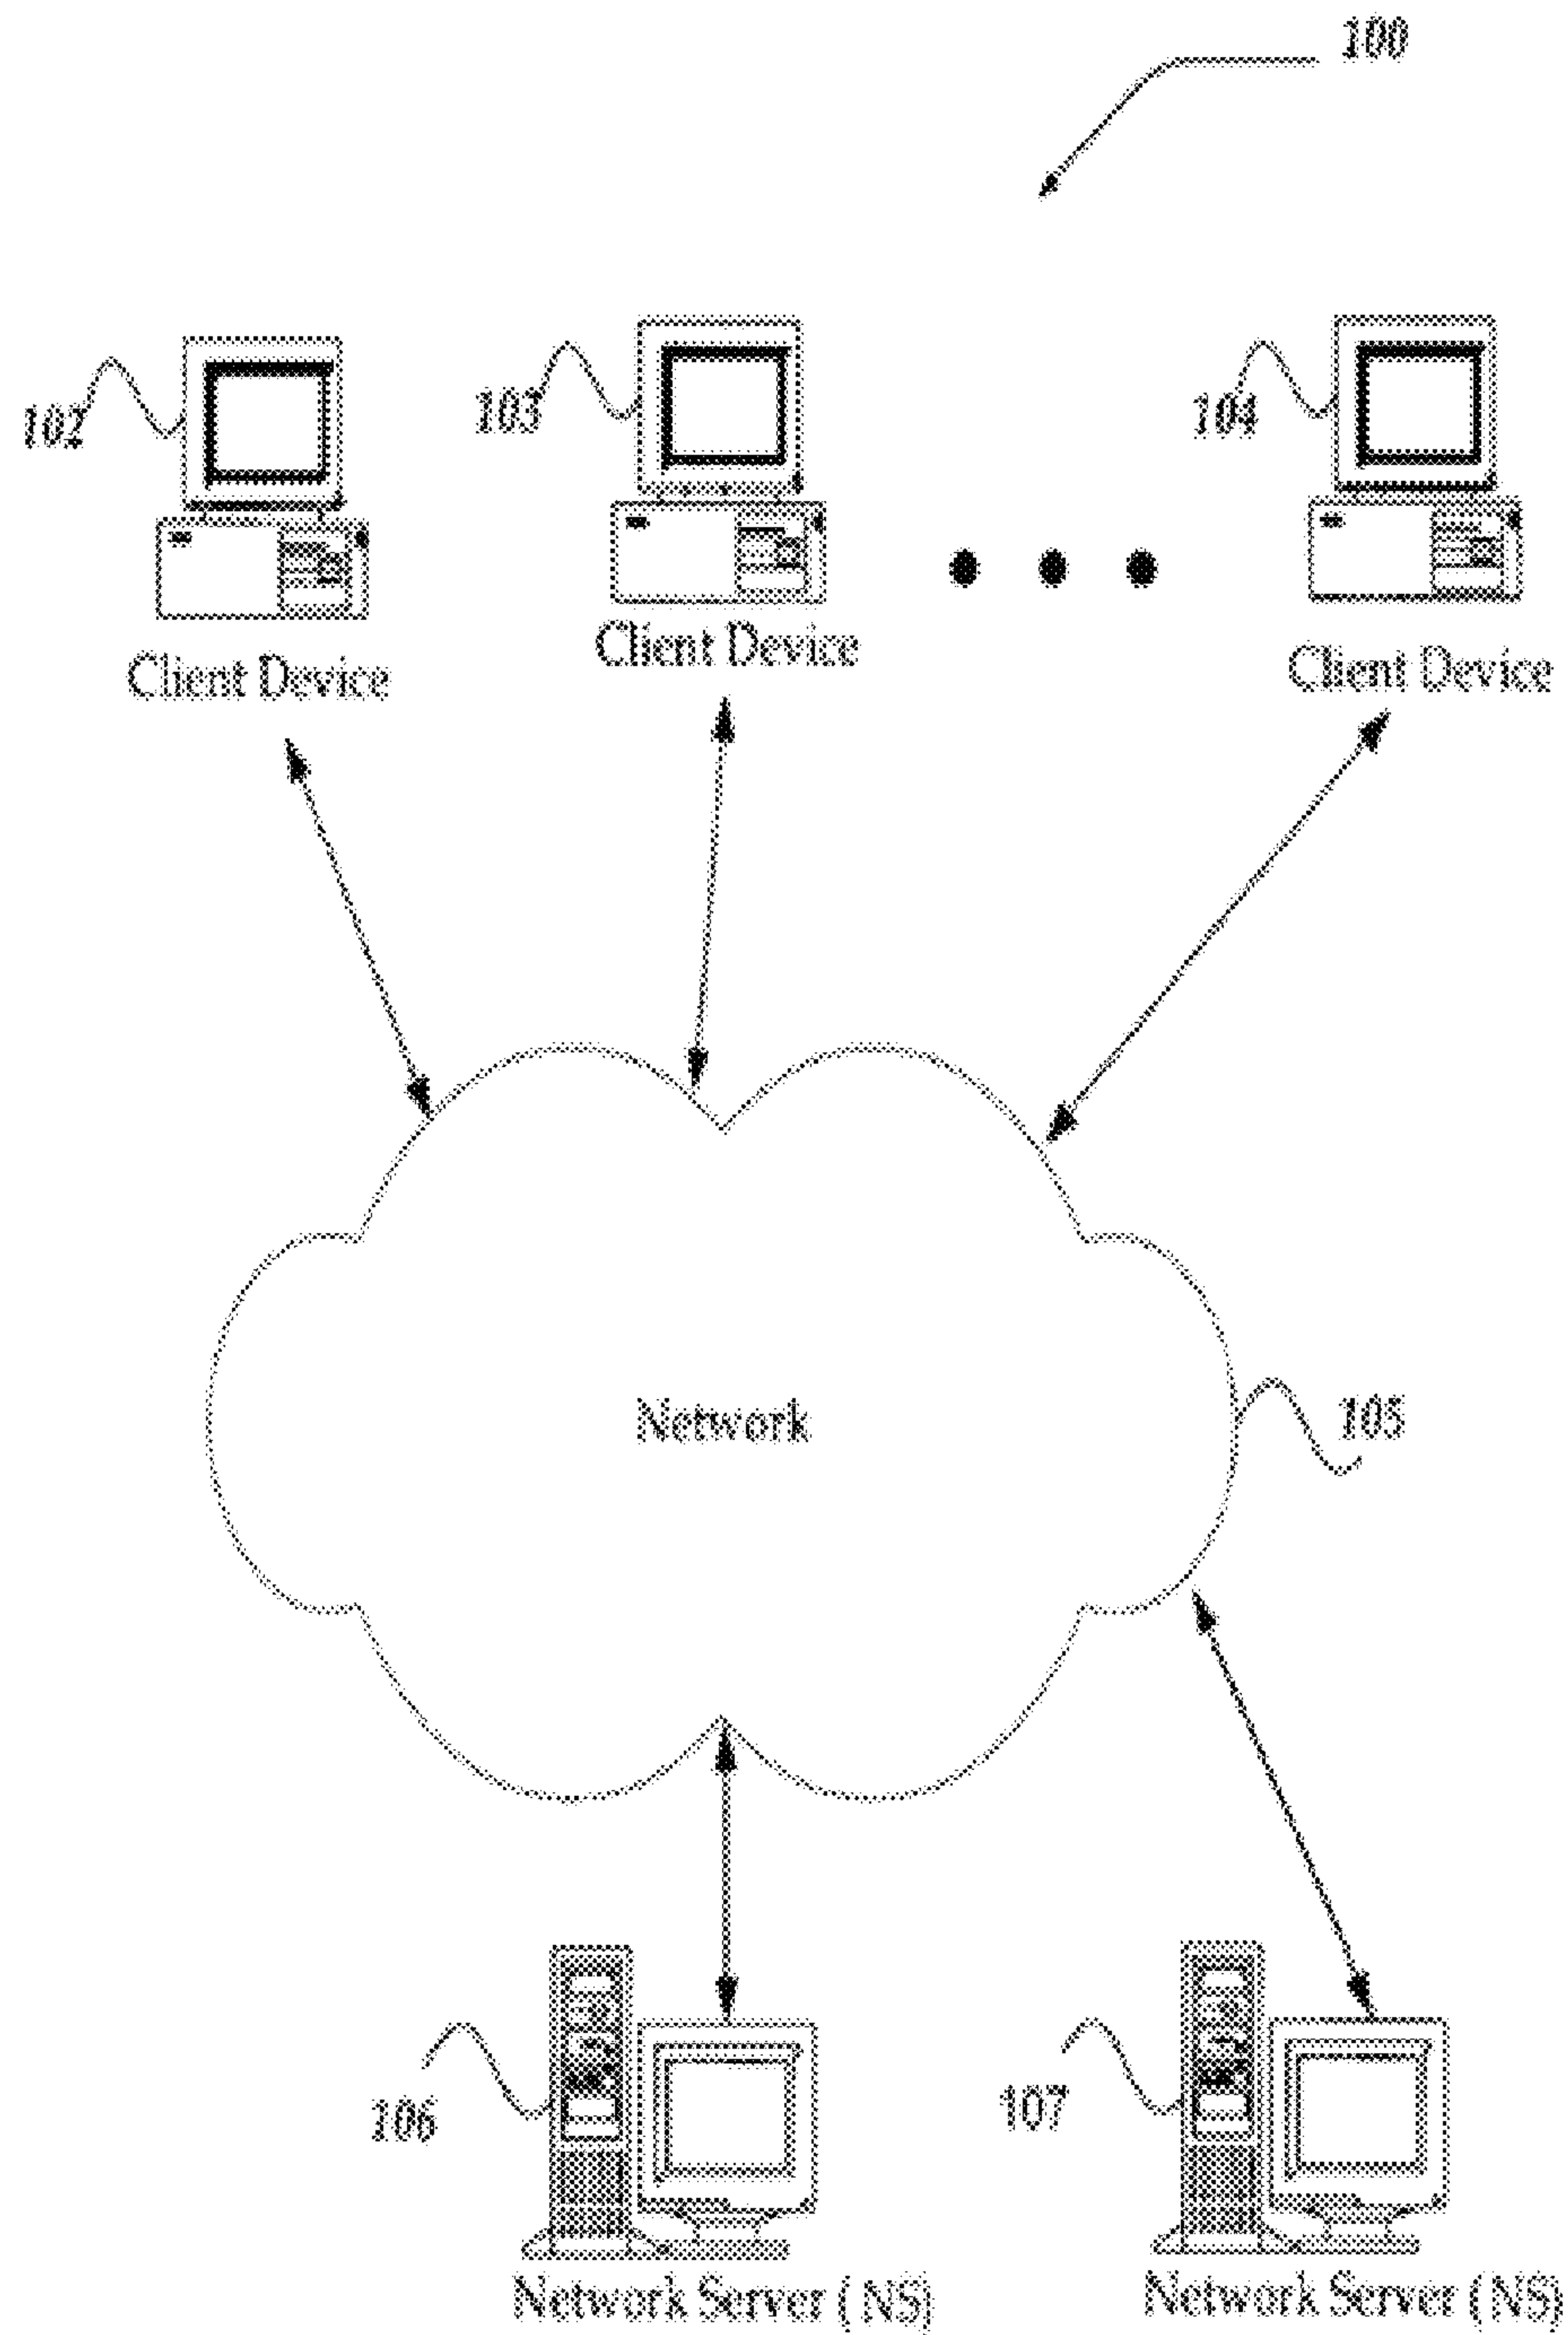 100
102
103
104
Client Device
Client Device
Client Device
Network
105
106
107
Network Server (NS)
Network Server (NS)